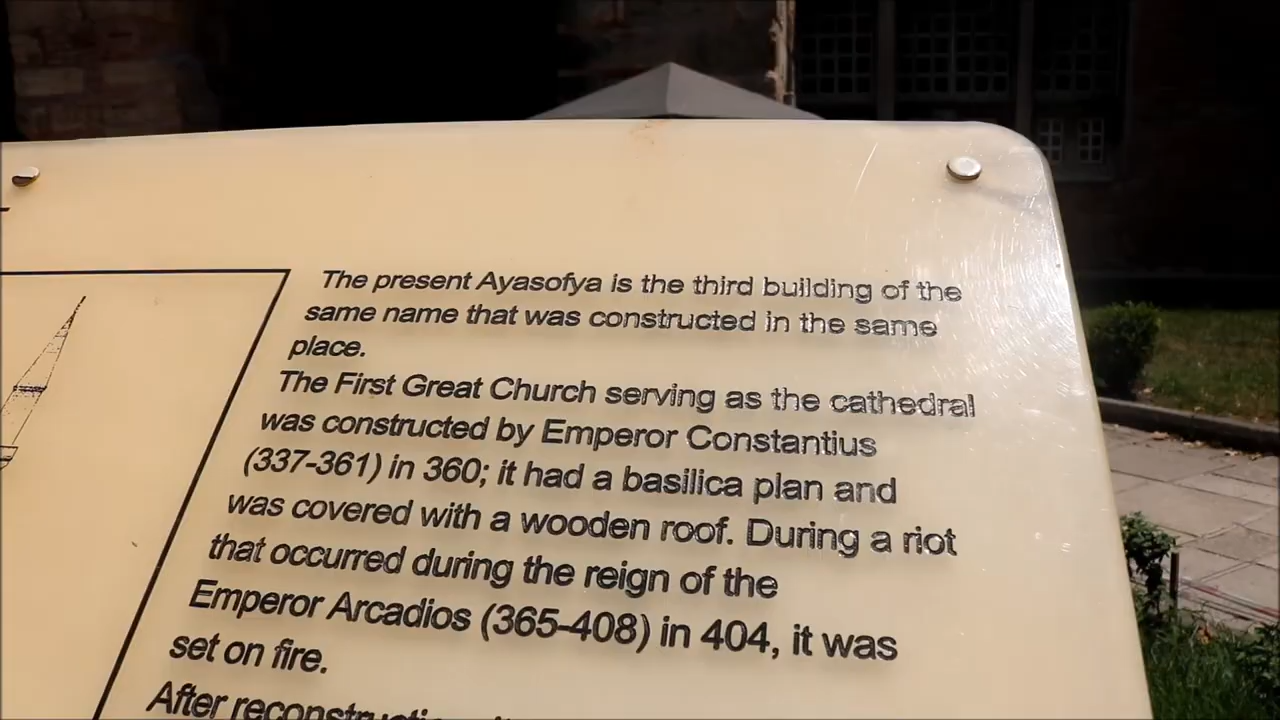 The present Ayasofya is the third building of the
same name that was constructed in the same
place.
The First Great Church serving as the cathedral
was constructed by Emperor Constantius
(337-361) in 360; it had a basilica plan and
was covered with a wooden roof. During a riot
that occurred during the reign of the
Emperor Arcadios (365-408) in 404, it was
set on fire.
After